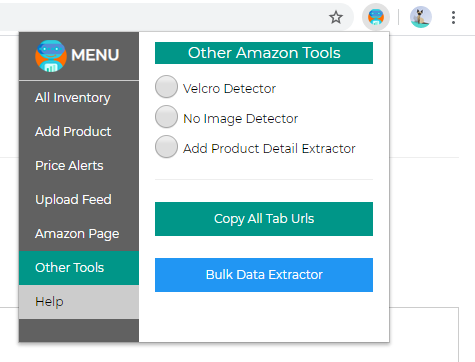 MENU
All Inventory
Add Product
Price Alerts
Upload Feed
Amazon Page
Other Tools
Help
Other Amazon Tools
Velcro Detector
No Image Detector
Add Product Detail Extractor
Copy All Tab Urls
Bulk Data Extractor